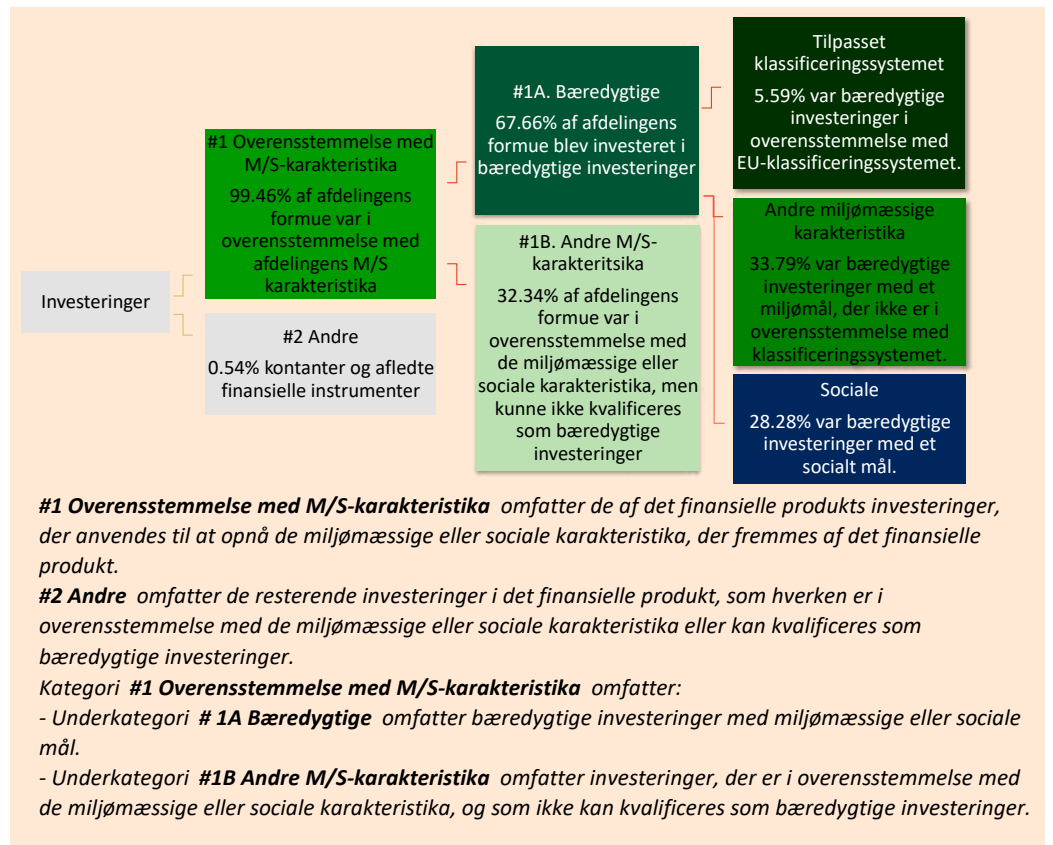 Investeringer
#1 Overensstemmelse med
M/S-karakteristika
99.46% af afdelingens
formue var i
overensstemmelse med
afdelingens M/S
karakteristika
#2 Andre
0.54% kontanter og afledte
finansielle instrumenter
#1A. Bæredygtige
67.66% af afdelingens
formue blev investeret i
bæredygtige investeringer
#1B. Andre M/S-
karakteritsika
32.34% af afdelingens
formue var i
overensstemmelse med
de miljømæssige eller
sociale karakteristika, men
kunne ikke kvalificeres
som bæredygtige
investeringer
Tilpasset
klassificeringssystemet
5.59% var bæredygtige
investeringer i
overensstemmelse med
EU-klassificeringssystemet.
Andre miljømæssige
karakteristika
33.79% var bæredygtige
investeringer med et
miljømål, der ikke er i
overensstemmelse med
klassificeringssystemet.
Sociale
28.28% var bæredygtige
investeringer med et
socialt mål.
#1 Overensstemmelse med M/S-karakteristika omfatter de af det finansielle produkts investeringer,
der anvendes til at opnå de miljømæssige eller sociale karakteristika, der fremmes af det finansielle
produkt.
#2 Andre omfatter de resterende investeringer i det finansielle produkt, som hverken er i
overensstemmelse med de miljømæssige eller sociale karakteristika eller kan kvalificeres som
bæredygtige investeringer.
Kategori #1 Overensstemmelse med M/S-karakteristika omfatter:
- Underkategori # 1A Bæredygtige omfatter bæredygtige investeringer med miljømæssige eller sociale
mål.
- Underkategori #1B Andre M/S-karakteristika omfatter investeringer, der er i overensstemmelse med
de miljømæssige eller sociale karakteristika, og som ikke kan kvalificeres som bæredygtige investeringer.